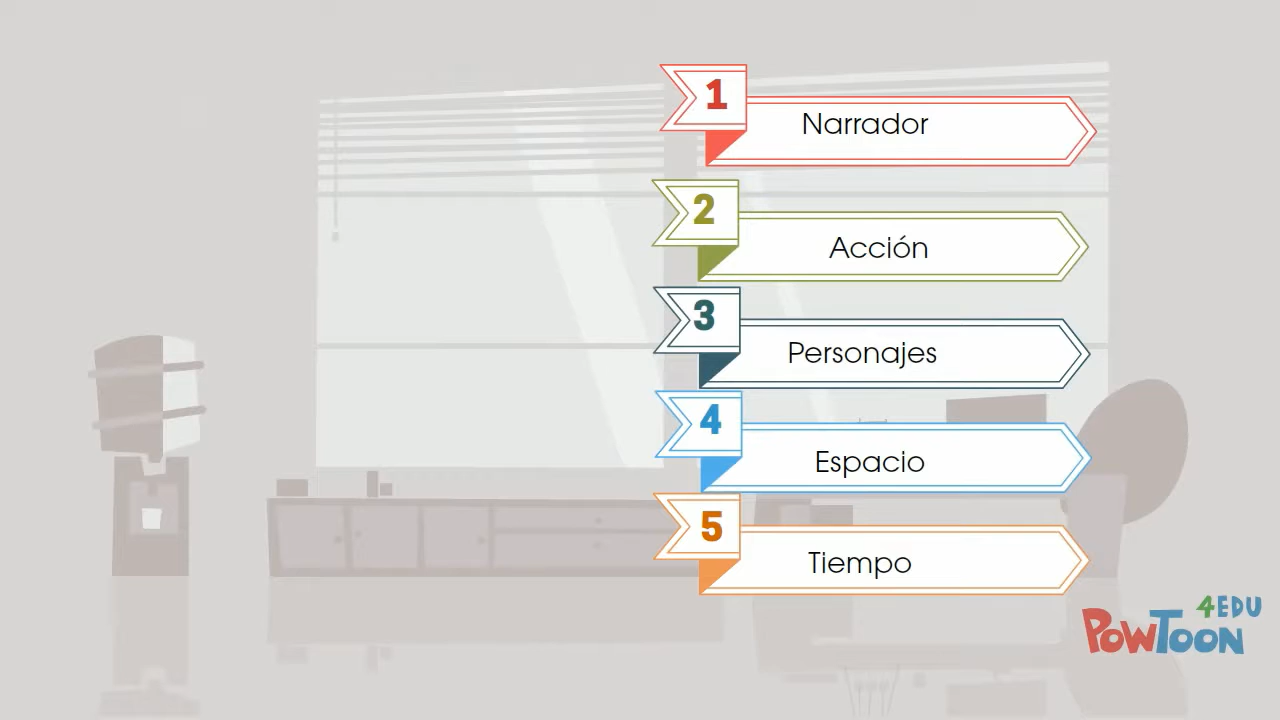 1
Narrador
2
Acción
3
Personajes
4
Espacio
5
Tiempo
4EDU
POWTOON